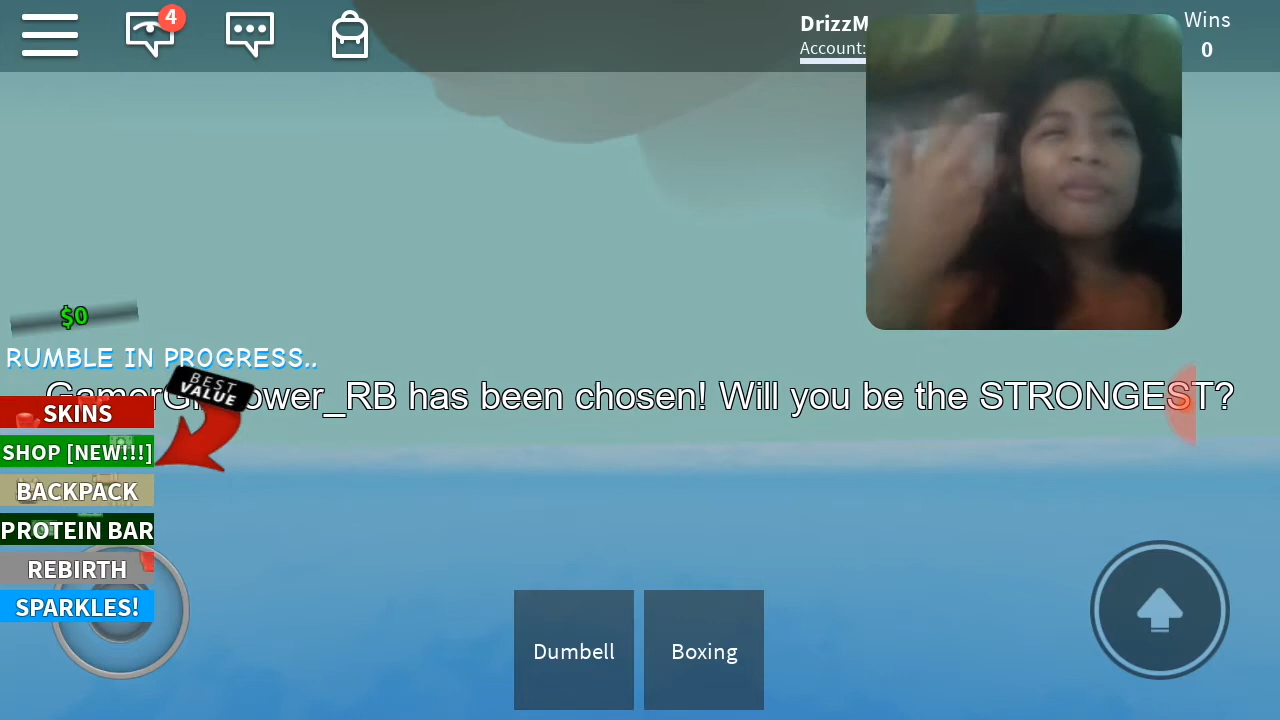 4
DrizzM
Account:
Wins
0
$0
RUMBLE IN PROGRESS..
BEST
VALUE
has been chosen! Will you be the STRONGEST?
SKINS
SHOP [NEW!!!]
BACKPACK
PROTEIN BAR
REBIRTH
SPARKLES!
Dumbell
Boxing